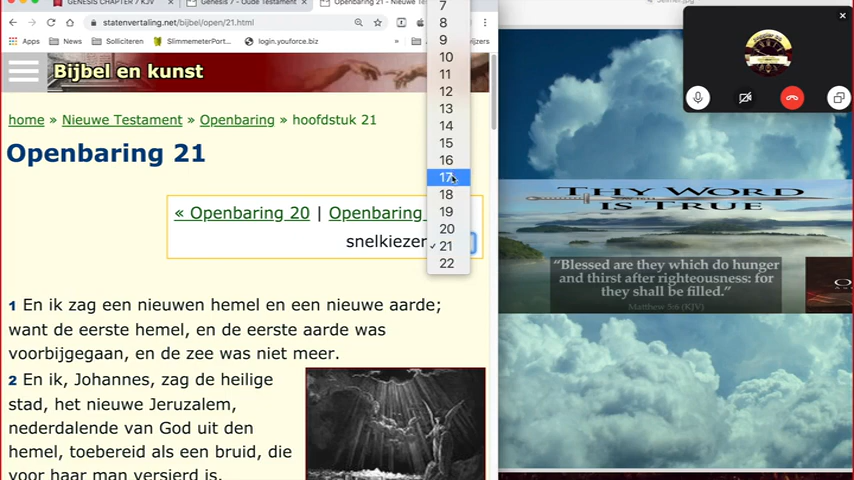 GENESIS CHAPTER 7 KJV
Genesis 7 - Oude Testament
Openbaring 21 - Nieuwe Testam
statenvertaling.net/bijbel/open/21.html
Apps
News
Solliciteren
SlimmemeterPort...
login.youforce.biz
Bijbel en kunst
home » Nieuwe Testament » Openbaring » hoofdstuk 21
Openbaring 21
« Openbaring 20 | Openbaring
snelkiezer
7
8
9
10
11
12
13
14
15
16
17
18
19
20
✓ 21
22
1 En ik zag een nieuwen hemel en een nieuwe aarde;
want de eerste hemel, en de eerste aarde was
voorbijgegaan, en de zee was niet meer.
2 En ik, Johannes, zag de heilige
stad, het nieuwe Jeruzalem,
nederdalende van God uit den
hemel, toebereid als een bruid, die
voor haar man versierd is.
THY WORD
IS TRUE
“Blessed are they which do hunger
and thirst after righteousness: for
they shall be filled.”
Matthew 5:6 (KJV)